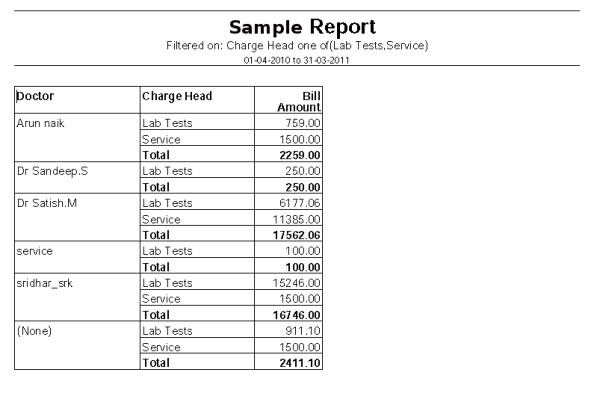 Sample Report
Filtered on: Charge Head one of(Lab Tests,Service)
01-04-2010 to 31-03-2011
Doctor Charge Head Bill Amount
Arun naik Lab Tests 759.00
Service 1500.00
Total 2259.00
Dr Sandeep.S Lab Tests 250.00
Total 250.00
Dr Satish.M Lab Tests 6177.06
Service 11385.00
Total 17562.06
service Lab Tests 100.00
Total 100.00
sridhar_srk Lab Tests 15246.00
Service 1500.00
Total 16746.00
(None) Lab Tests 911.10
Service 1500.00
Total 2411.10